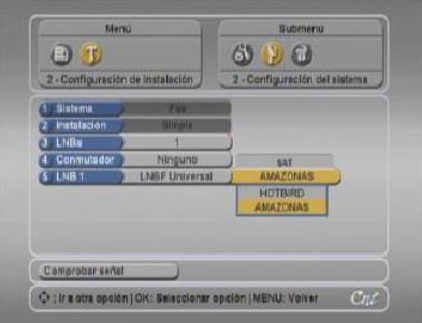 Menú
Submenú
2 - Configuración de instalación
2 - Configuración del sistema
1 Sistema Fijo
2 Instalación Simple
3 LNBs 1
4 Conmutador Ninguno
SAT
5 LNB 1 LNBF Universal AMAZONAS
HOTBIRD
AMAZONAS
Comprobar señal
: Ir a otra opción | OK: Seleccionar opción | MENU: Volver